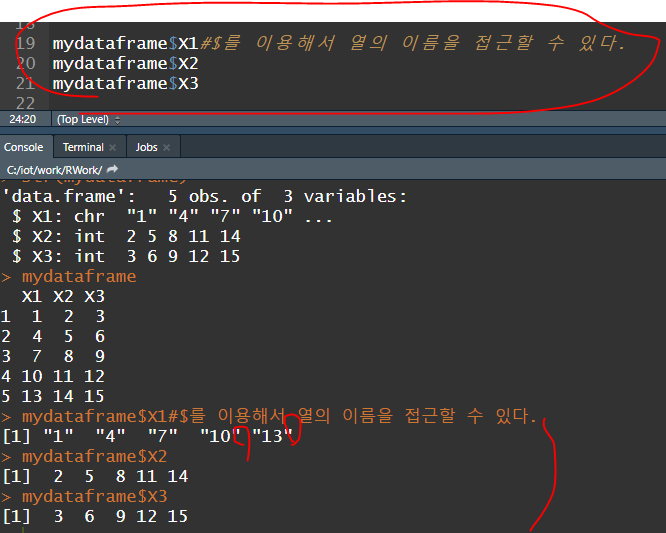 19 mydataframe$X1#$를 이용해서 열의 이름을 접근할 수 있다.
20 mydataframe$X2
21 mydataframe$X3
22
24:20 (Top Level)
Console Terminal Jobs
C:/iot/work/RWork/
'data.frame': 5 obs. of 3 variables:
$ X1: chr "1" "4" "7" "10" ...
$ X2: int 2 5 8 11 14
$ X3: int 3 6 9 12 15
> mydataframe
X1 X2 X3
1 1 2 3
2 4 5 6
3 7 8 9
4 10 11 12
5 13 14 15
> mydataframe$X1#$를 이용해서 열의 이름을 접근할 수 있다.
[1] "1" "4" "7" "10" "13"
> mydataframe$X2
[1] 2 5 8 11 14
> mydataframe$X3
[1] 3 6 9 12 15